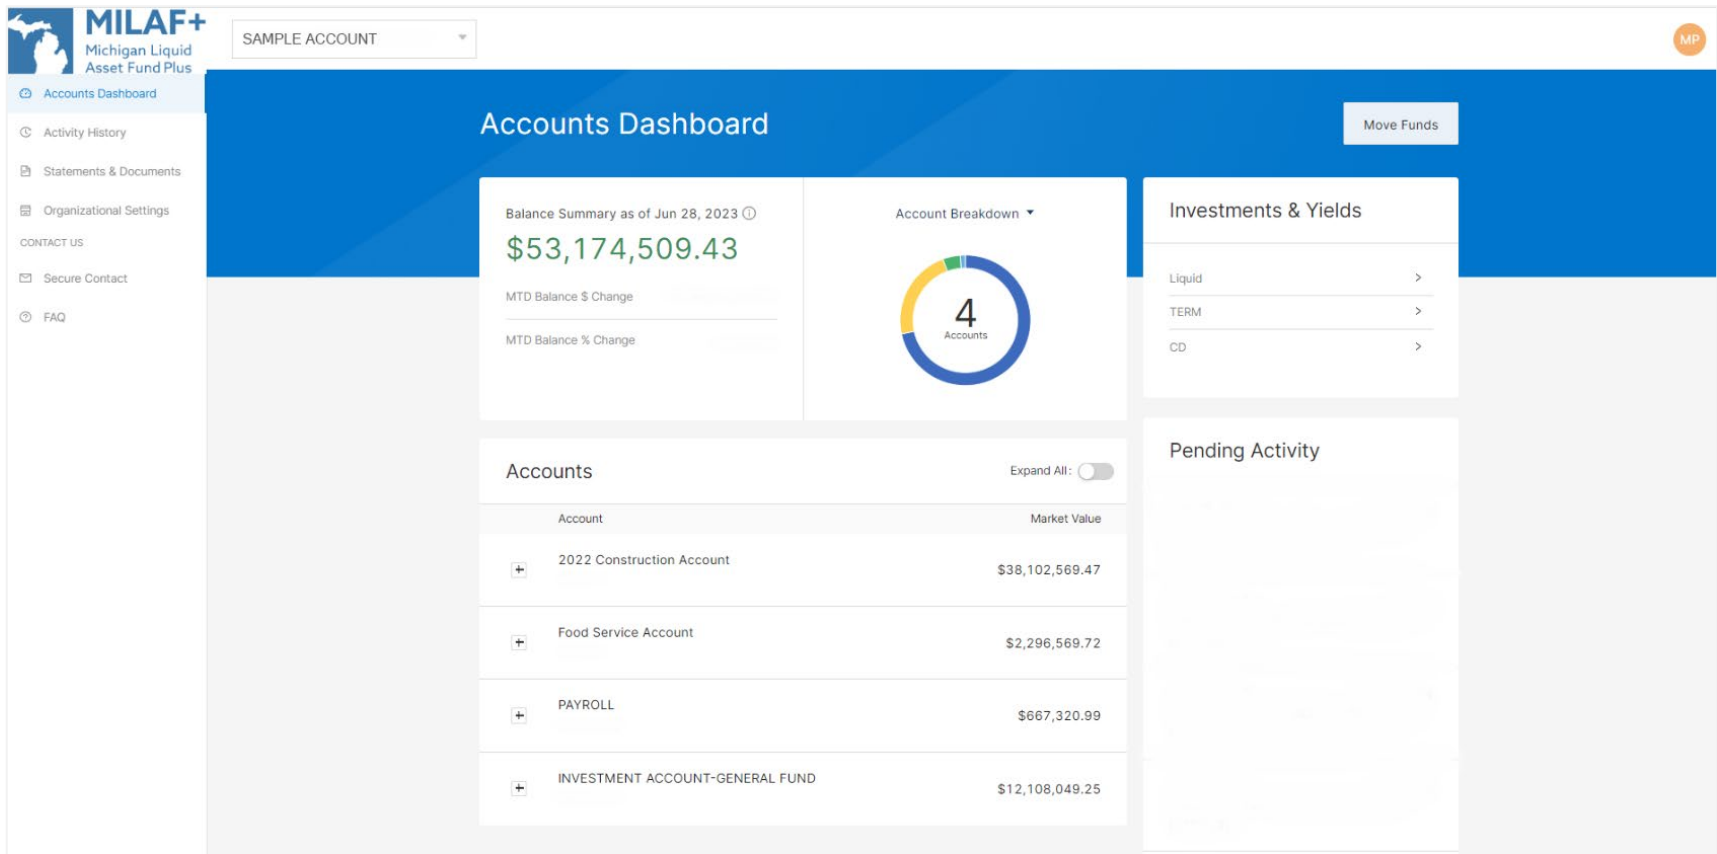 MILAF+
Michigan Liquid
Asset Fund Plus
SAMPLE ACCOUNT
MP
Accounts Dashboard
Activity History
Statements & Documents
Organizational Settings
CONTACT US
Secure Contact
FAQ
Accounts Dashboard
Move Funds
Balance Summary as of Jun 28, 2023
$53,174,509.43
MTD Balance $ Change
MTD Balance % Change
Account Breakdown
4
Accounts
Investments & Yields
Liquid
TERM
CD
Accounts
Expand All:
Account Market Value
2022 Construction Account
$38,102,569.47
Food Service Account
$2,296,569.72
PAYROLL
$667,320.99
INVESTMENT ACCOUNT-GENERAL FUND
$12,108,049.25
Pending Activity